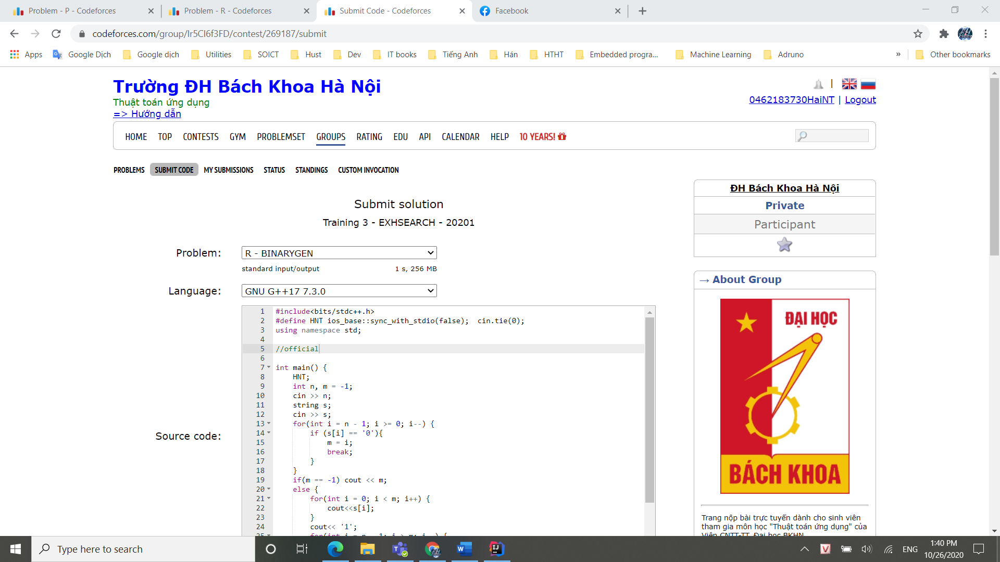 Problem - P - Codeforces
Problem - R - Codeforces
Submit Code - Codeforces
Facebook
codeforces.com/group/Ir5CI6f3FD/contest/269187/submit
Apps Google Dịch Google dịch Utilities SOICT Hust Dev IT books Tiếng Anh Hán HTHT Embedded progra... Machine Learning Adruno » Other bookmarks
Trường ĐH Bách Khoa Hà Nội
Thuật toán ứng dụng
=> Hướng dẫn
0462183730HaiNT | Logout
HOME TOP CONTESTS GYM PROBLEMSET GROUPS RATING EDU API CALENDAR HELP 10 YEARS!
PROBLEMS SUBMIT CODE MY SUBMISSIONS STATUS STANDINGS CUSTOM INVOCATION
Submit solution
Training 3 - EXHSEARCH - 20201
Problem: R - BINARYGEN
standard input/output 1 s, 256 MB
Language: GNU G++17 7.3.0
Source code:
1 #include<bits/stdc++.h>
2 #define HNT ios_base::sync_with_stdio(false);  cin.tie(0);
3 using namespace std;
4
5 //official
6
7 int main() {
8     HNT;
9     int n, m = -1;
10     cin >> n;
11     string s;
12     cin >> s;
13     for(int i = n - 1; i >= 0; i--) {
14         if (s[i] == '0'){
15             m = i;
16             break;
17         }
18     }
19     if(m == -1) cout << m;
20     else {
21         for(int i = 0; i < m; i++) {
22             cout<<s[i];
23         }
24         cout<< '1';
25         for(int i = n - 1; i > m; i--) {
ĐH Bách Khoa Hà Nội
Private
Participant
→ About Group
ĐẠI HỌC
BÁCH KHOA
Trang nộp bài trực tuyến dành cho sinh viên
tham gia môn học "Thuật toán ứng dụng" của
Viện CNTT-TT, Đại học BKHN
Type here to search
ENG
1:40 PM
10/26/2020